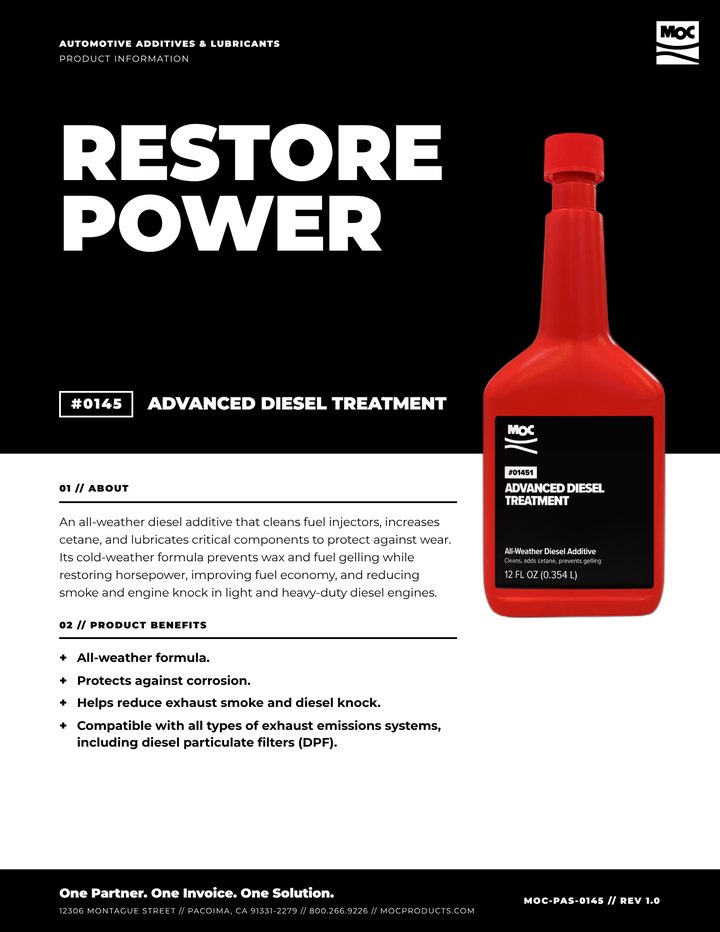 AUTOMOTIVE ADDITIVES & LUBRICANTS
PRODUCT INFORMATION
MOC
RESTORE
POWER
#0145
ADVANCED DIESEL TREATMENT
MOC
#01451
ADVANCED DIESEL
TREATMENT
All-Weather Diesel Additive
Cleans, adds cetane, prevents gelling
12 FL OZ (0.354 L)
01 // ABOUT
An all-weather diesel additive that cleans fuel injectors, increases
cetane, and lubricates critical components to protect against wear.
Its cold-weather formula prevents wax and fuel gelling while
restoring horsepower, improving fuel economy, and reducing
smoke and engine knock in light and heavy-duty diesel engines.
02 // PRODUCT BENEFITS
+ All-weather formula.
+ Protects against corrosion.
+ Helps reduce exhaust smoke and diesel knock.
+ Compatible with all types of exhaust emissions systems,
including diesel particulate filters (DPF).
One Partner. One Invoice. One Solution.
12306 MONTAGUE STREET // PACOIMA, CA 91331-2279 // 800.266.9226 // MOCPRODUCTS.COM
MOC-PAS-0145 // REV 1.0